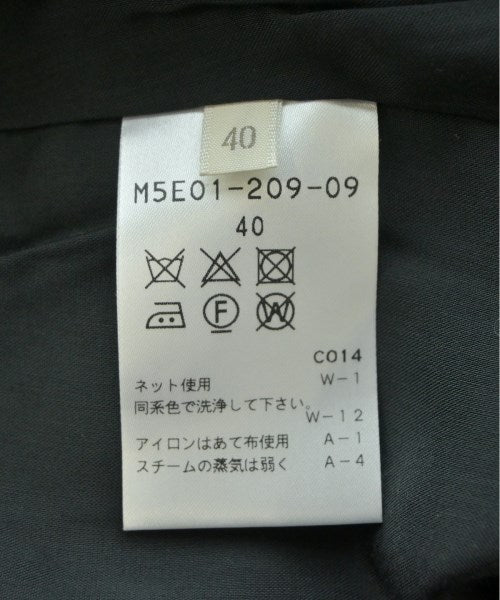 40
M5E01-209-09
40
F W
C014
ネット使用 W-1
同系色で洗浄して下さい。
W-12
アイロンはあて布使用 A-1
スチームの蒸気は弱く A-4